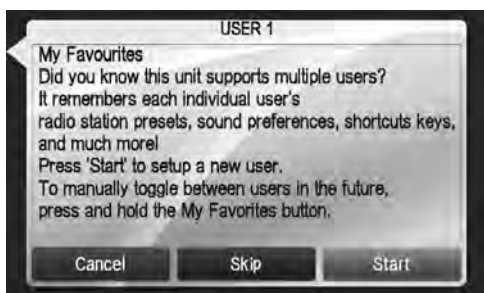 USER 1
My Favourites
Did you know this unit supports multiple users?
It remembers each individual user's
radio station presets, sound preferences, shortcuts keys,
and much more!
Press 'Start' to setup a new user.
To manually toggle between users in the future,
press and hold the My Favorites button.
Cancel Skip Start